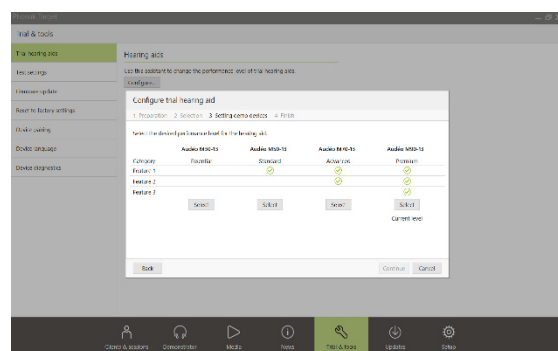 Phonak Target
Trial & tools
Trial hearing aids
Test settings
Firmware update
Reset to factory settings
Device pairing
Device language
Device diagnostics
Hearing aids
Use this assistant to change the performance level of trial hearing aids.
Configure...
Configure trial hearing aid
1 Preparation 2 Selection 3 Setting demo devices 4 Finish
Select the desired performance level for the hearing aid.
Audéo M30-13 Audéo M50-13 Audéo M70-13 Audéo M90-13
Category Essential Standard Advanced Premium
Feature 1
Feature 2
Feature 3
Select Select Select Select
Current level
Back Continue Cancel
Clients & sessions Demonstrator Media News Trial & tools Updates Setup